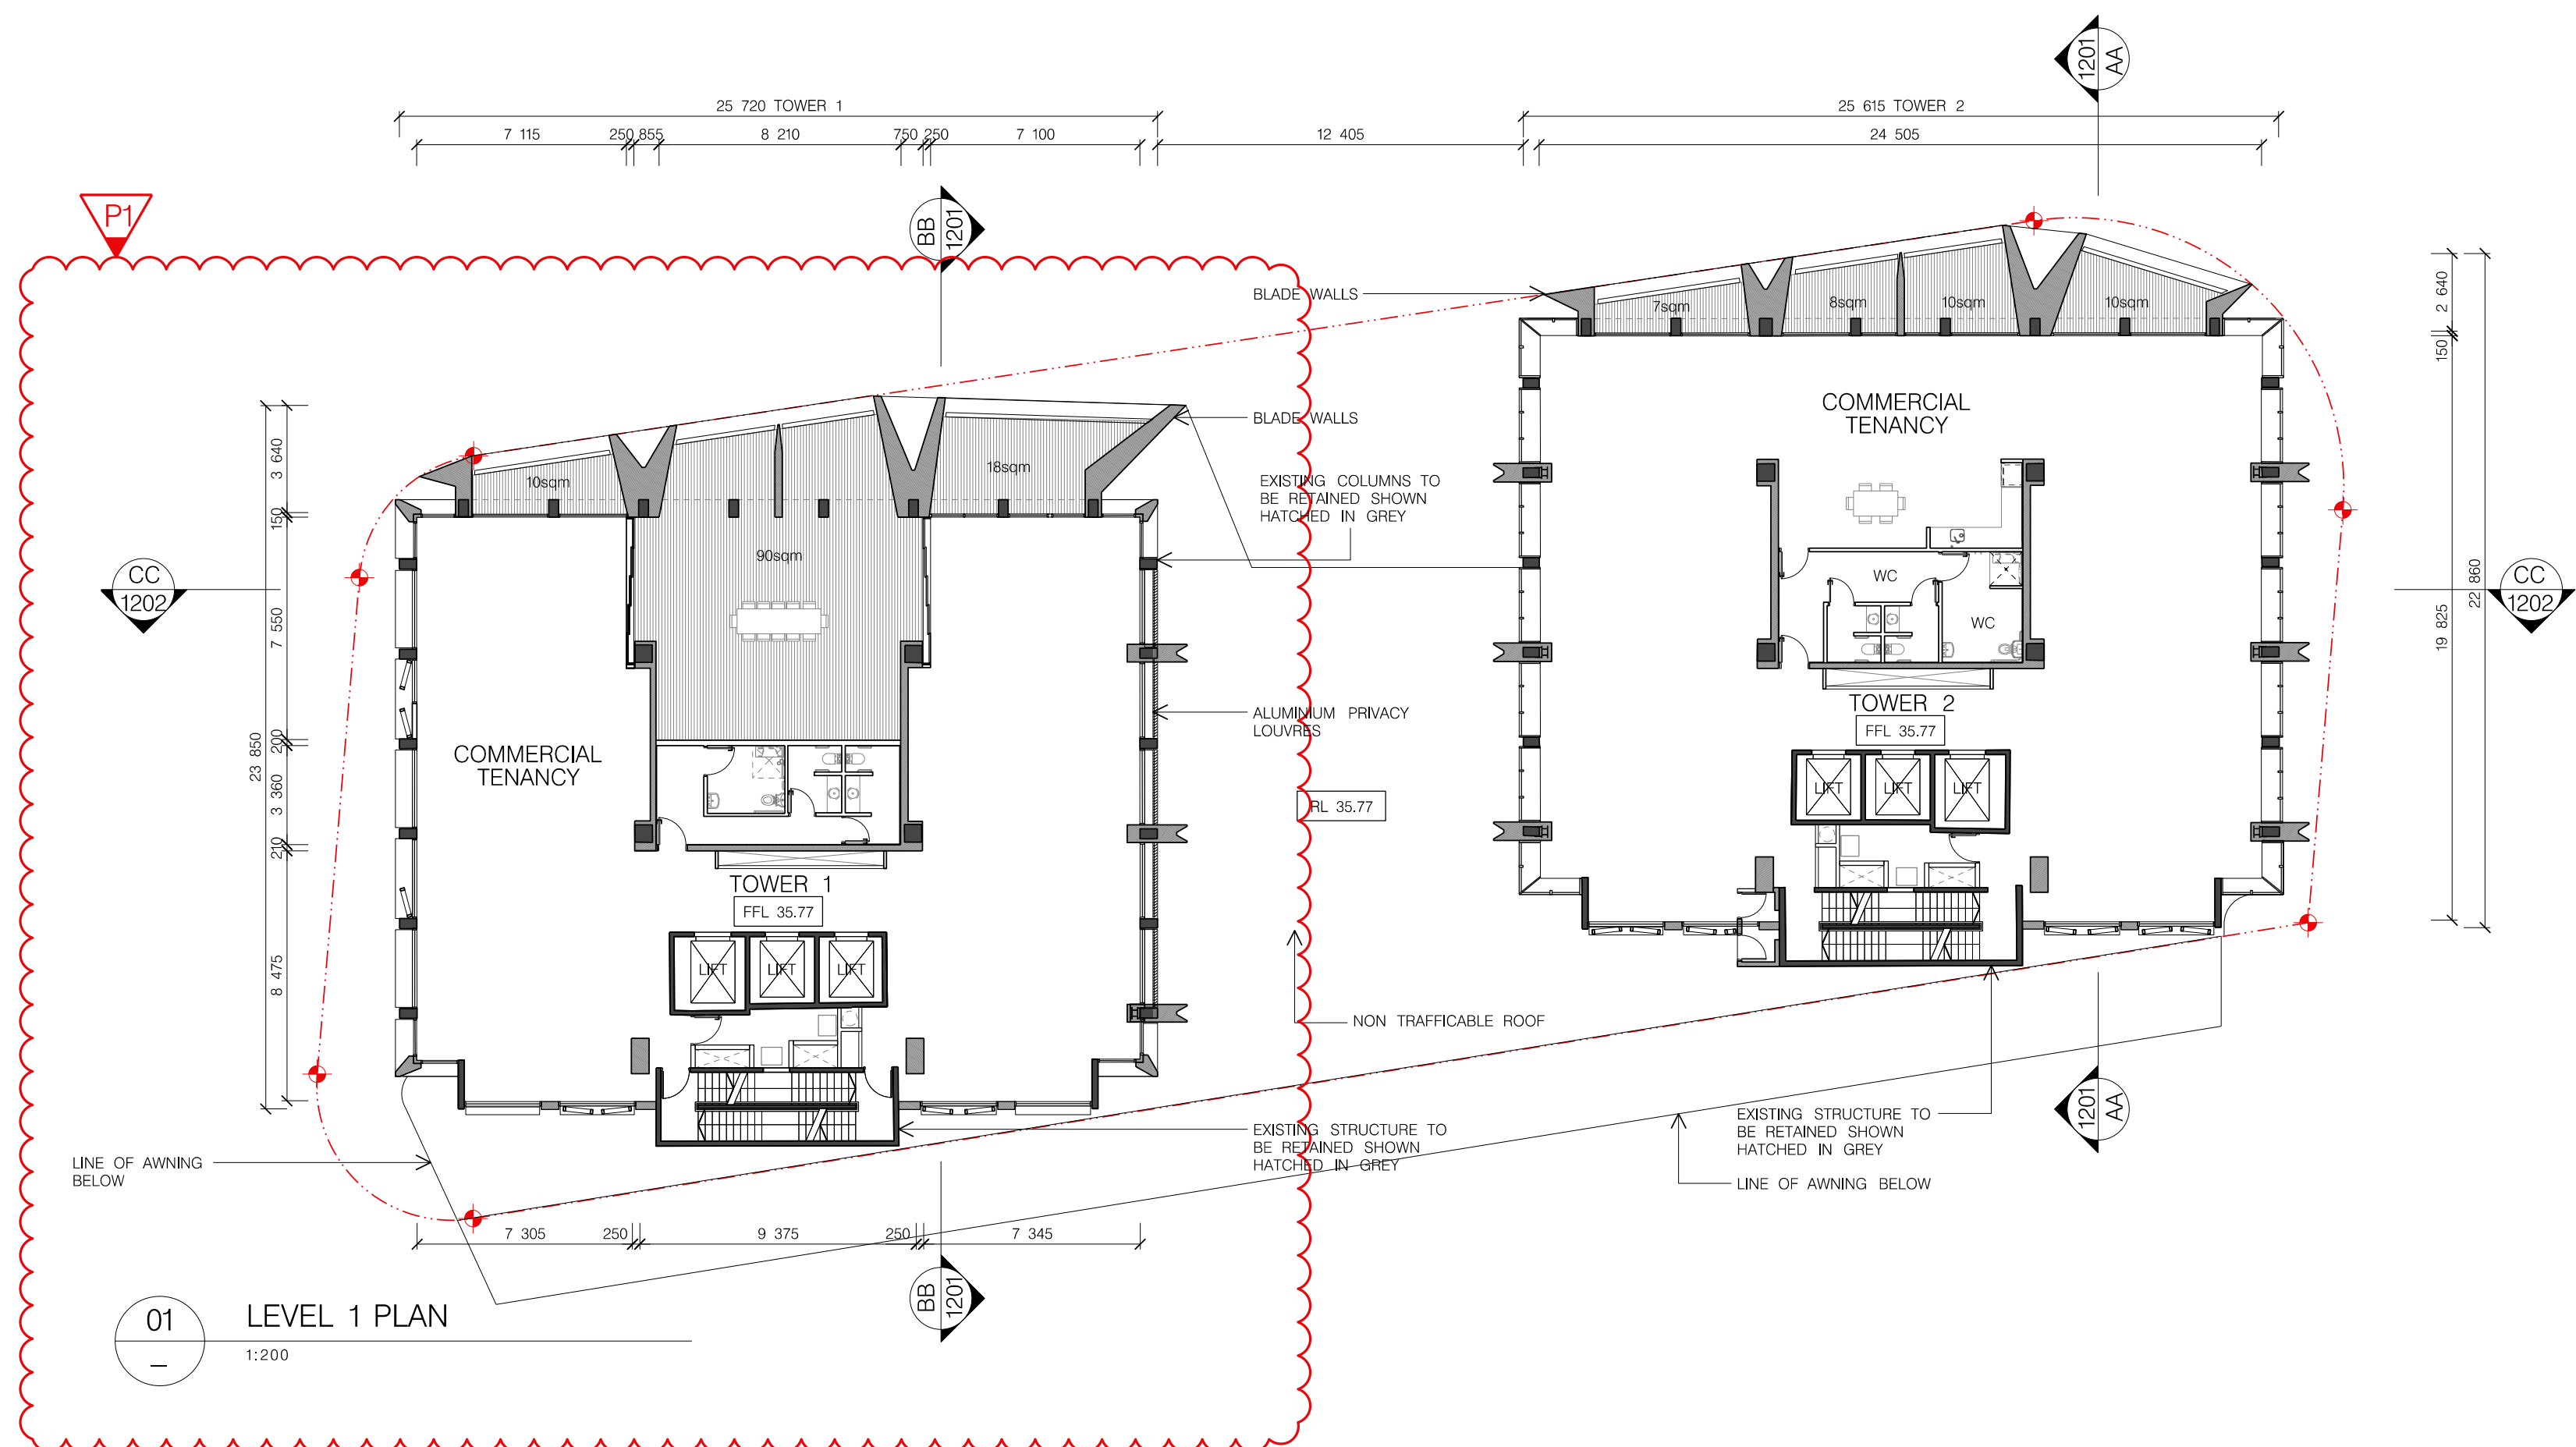 1201
AA
25 720 TOWER 1
25 615 TOWER 2
7 115
250
855
8 210
750
250
7 100
12 405
24 505
P1
BB
1201
BLADE WALLS
7sqm
8sqm
10sqm
10sqm
2 640
150
19 825
22 860
COMMERCIAL
TENANCY
BLADE WALLS
10sqm
18sqm
3 640
150
7 550
200
3 360
210
8 475
23 850
EXISTING COLUMNS TO
BE RETAINED SHOWN
HATCHED IN GREY
90sqm
CC
1202
WC
WC
CC
1202
TOWER 2
FFL 35.77
ALUMINIUM PRIVACY
LOUVRES
COMMERCIAL
TENANCY
LIFT
LIFT
LIFT
RL 35.77
TOWER 1
FFL 35.77
LIFT
LIFT
LIFT
NON TRAFFICABLE ROOF
EXISTING STRUCTURE TO
BE RETAINED SHOWN
HATCHED IN GREY
EXISTING STRUCTURE TO
BE RETAINED SHOWN
HATCHED IN GREY
1201
AA
LINE OF AWNING
BELOW
LINE OF AWNING BELOW
7 305
250
9 375
250
7 345
BB
1201
01
–
LEVEL 1 PLAN
1:200